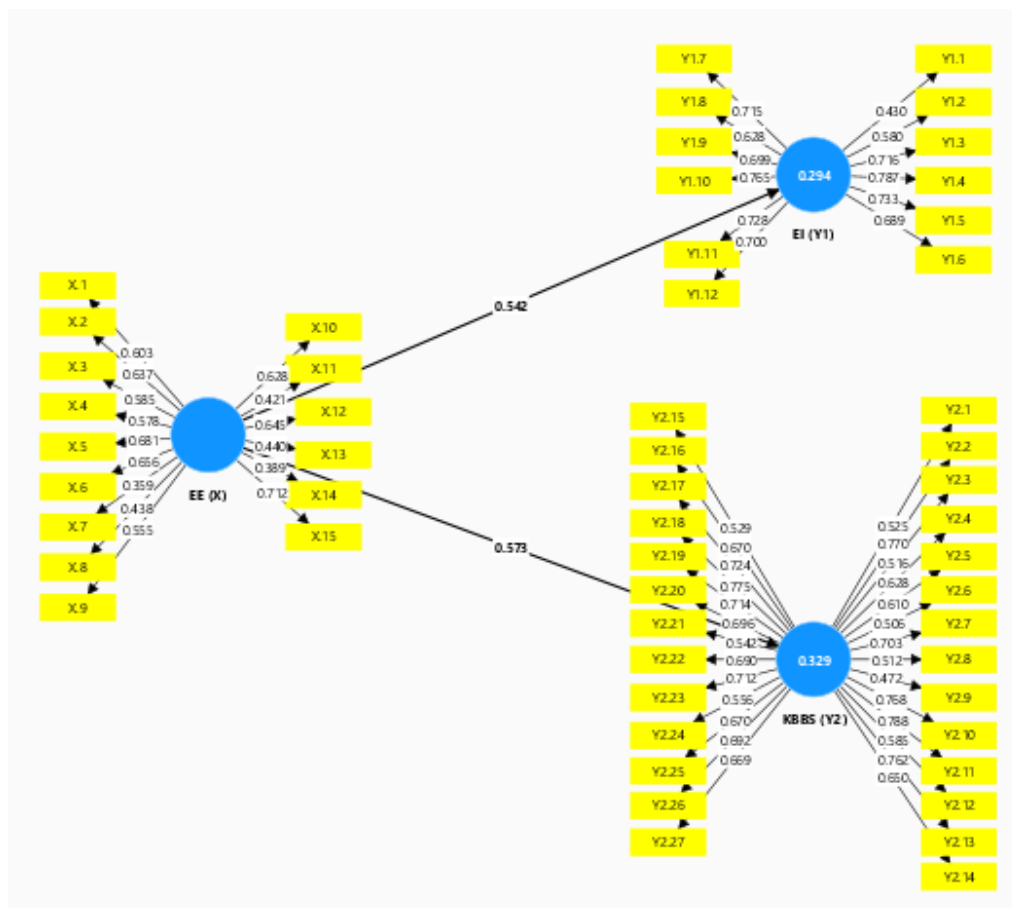 Y1.7
Y1.8
Y1.9
Y1.10
Y1.11
Y1.12
0.715
0.628
0.699
0.765
0.728
0.700
0.294
EI (Y1)
0.430
0.580
0.716
0.787
0.733
0.689
Y1.1
Y1.2
Y1.3
Y1.4
Y1.5
Y1.6
0.542
X.1
X.2
X.3
X.4
X.5
X.6
X.7
X.8
X.9
0.603
0.637
0.585
0.578
0.681
0.656
0.359
0.438
0.555
EE (X)
0.628
0.421
0.645
0.440
0.389
0.712
X.10
X.11
X.12
X.13
X.14
X.15
0.573
Y2.15
Y2.16
Y2.17
Y2.18
Y2.19
Y2.20
Y2.21
Y2.22
Y2.23
Y2.24
Y2.25
Y2.26
Y2.27
0.529
0.670
0.724
0.775
0.714
0.696
0.542
0.690
0.712
0.556
0.670
0.692
0.669
0.329
KBBS (Y2)
0.525
0.770
0.516
0.628
0.610
0.506
0.703
0.512
0.472
0.768
0.788
0.585
0.762
0.650
Y2.1
Y2.2
Y2.3
Y2.4
Y2.5
Y2.6
Y2.7
Y2.8
Y2.9
Y2.10
Y2.11
Y2.12
Y2.13
Y2.14